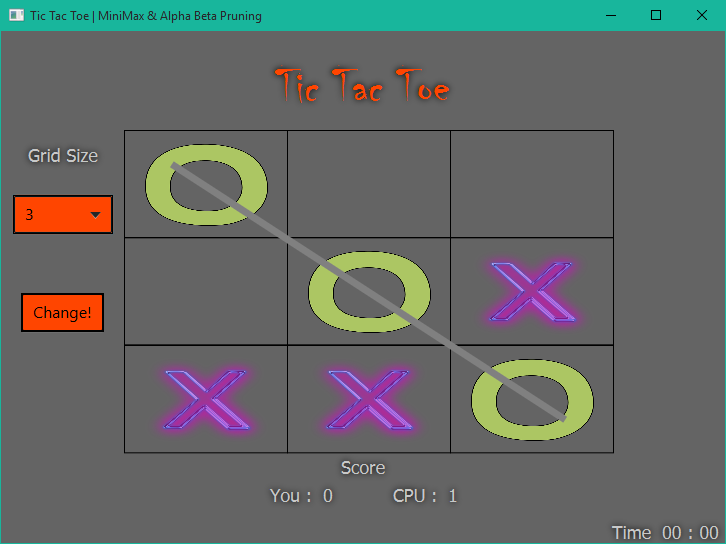 Tic Tac Toe | MiniMax & Alpha Beta Pruning
Tic Tac Toe
Grid Size
3
Change!
O
O X
X X O
Score
You : 0 CPU : 1
Time 00 : 00